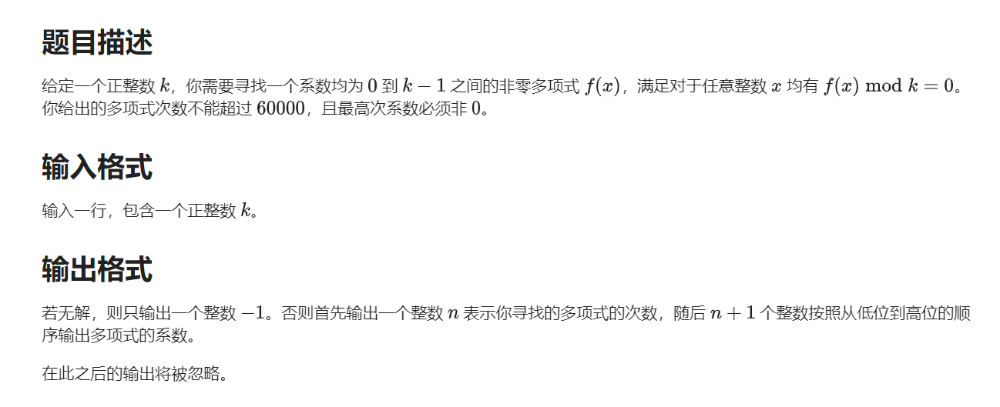 题目描述
给定一个正整数 k，你需要寻找一个系数均为 0 到 k − 1 之间的非零多项式 f(x)，满足对于任意整数 x 均有 f(x) mod k = 0。
你给出的多项式次数不能超过 60000，且最高次系数必须非 0。
输入格式
输入一行，包含一个正整数 k。
输出格式
若无解，则只输出一个整数 −1。否则首先输出一个整数 n 表示你寻找的多项式的次数，随后 n + 1 个整数按照从低位到高位的顺
序输出多项式的系数。
在此之后的输出将被忽略。